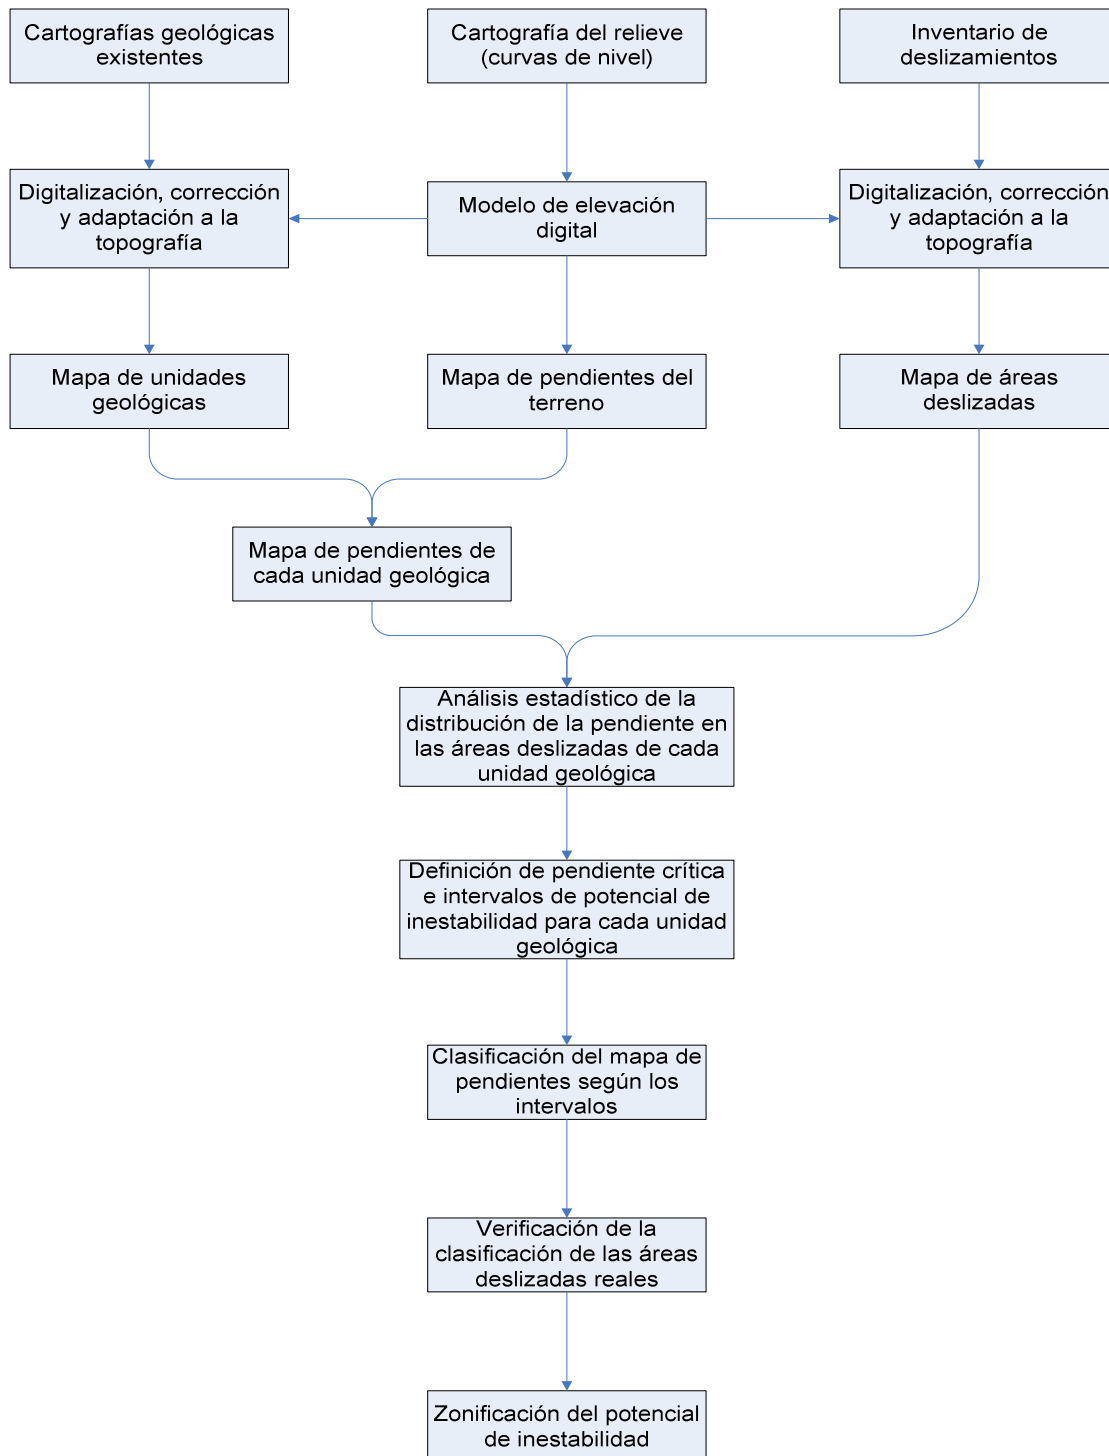 Cartografías geológicas
existentes
Cartografía del relieve
(curvas de nivel)
Inventario de
deslizamientos
Digitalización, corrección
y adaptación a la
topografía
Modelo de elevación
digital
Digitalización, corrección
y adaptación a la
topografía
Mapa de unidades
geológicas
Mapa de pendientes del
terreno
Mapa de áreas
deslizadas
Mapa de pendientes de
cada unidad geológica
Análisis estadístico de la
distribución de la pendiente en
las áreas deslizadas de cada
unidad geológica
Definición de pendiente crítica
e intervalos de potencial de
inestabilidad para cada unidad
geológica
Clasificación del mapa de
pendientes según los
intervalos
Verificación de la
clasificación de las áreas
deslizadas reales
Zonificación del potencial
de inestabilidad